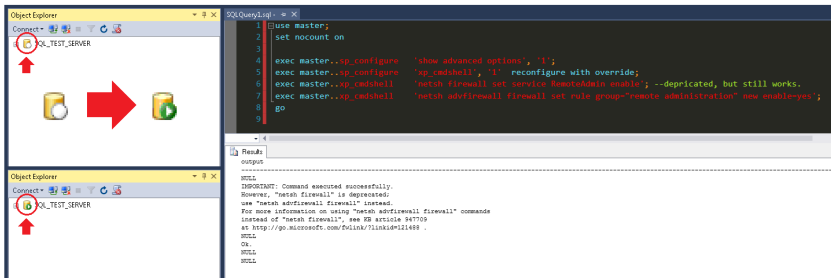 Object Explorer
Connect
SQL_TEST_SERVER
Object Explorer
Connect
SQL_TEST_SERVER
SQLQuery1.sql -
1 use master;
2 set nocount on
3
4 exec master..sp_configure 'show advanced options', '1';
5 exec master..sp_configure 'xp_cmdshell', '1' reconfigure with override;
6 exec master..xp_cmdshell 'netsh firewall set service RemoteAdmin enable'; --depricated, but still works.
7 exec master..xp_cmdshell 'netsh advfirewall firewall set rule group="remote administration" new enable=yes';
8 go
9
Results
output
NULL
IMPORTANT: Command executed successfully.
However, "netsh firewall" is deprecated;
use "netsh advfirewall firewall" instead.
For more information on using "netsh advfirewall firewall" commands
instead of "netsh firewall", see KB article 947709
at http://go.microsoft.com/fwlink/?linkid=121488 .
NULL
Ok.
NULL
NULL